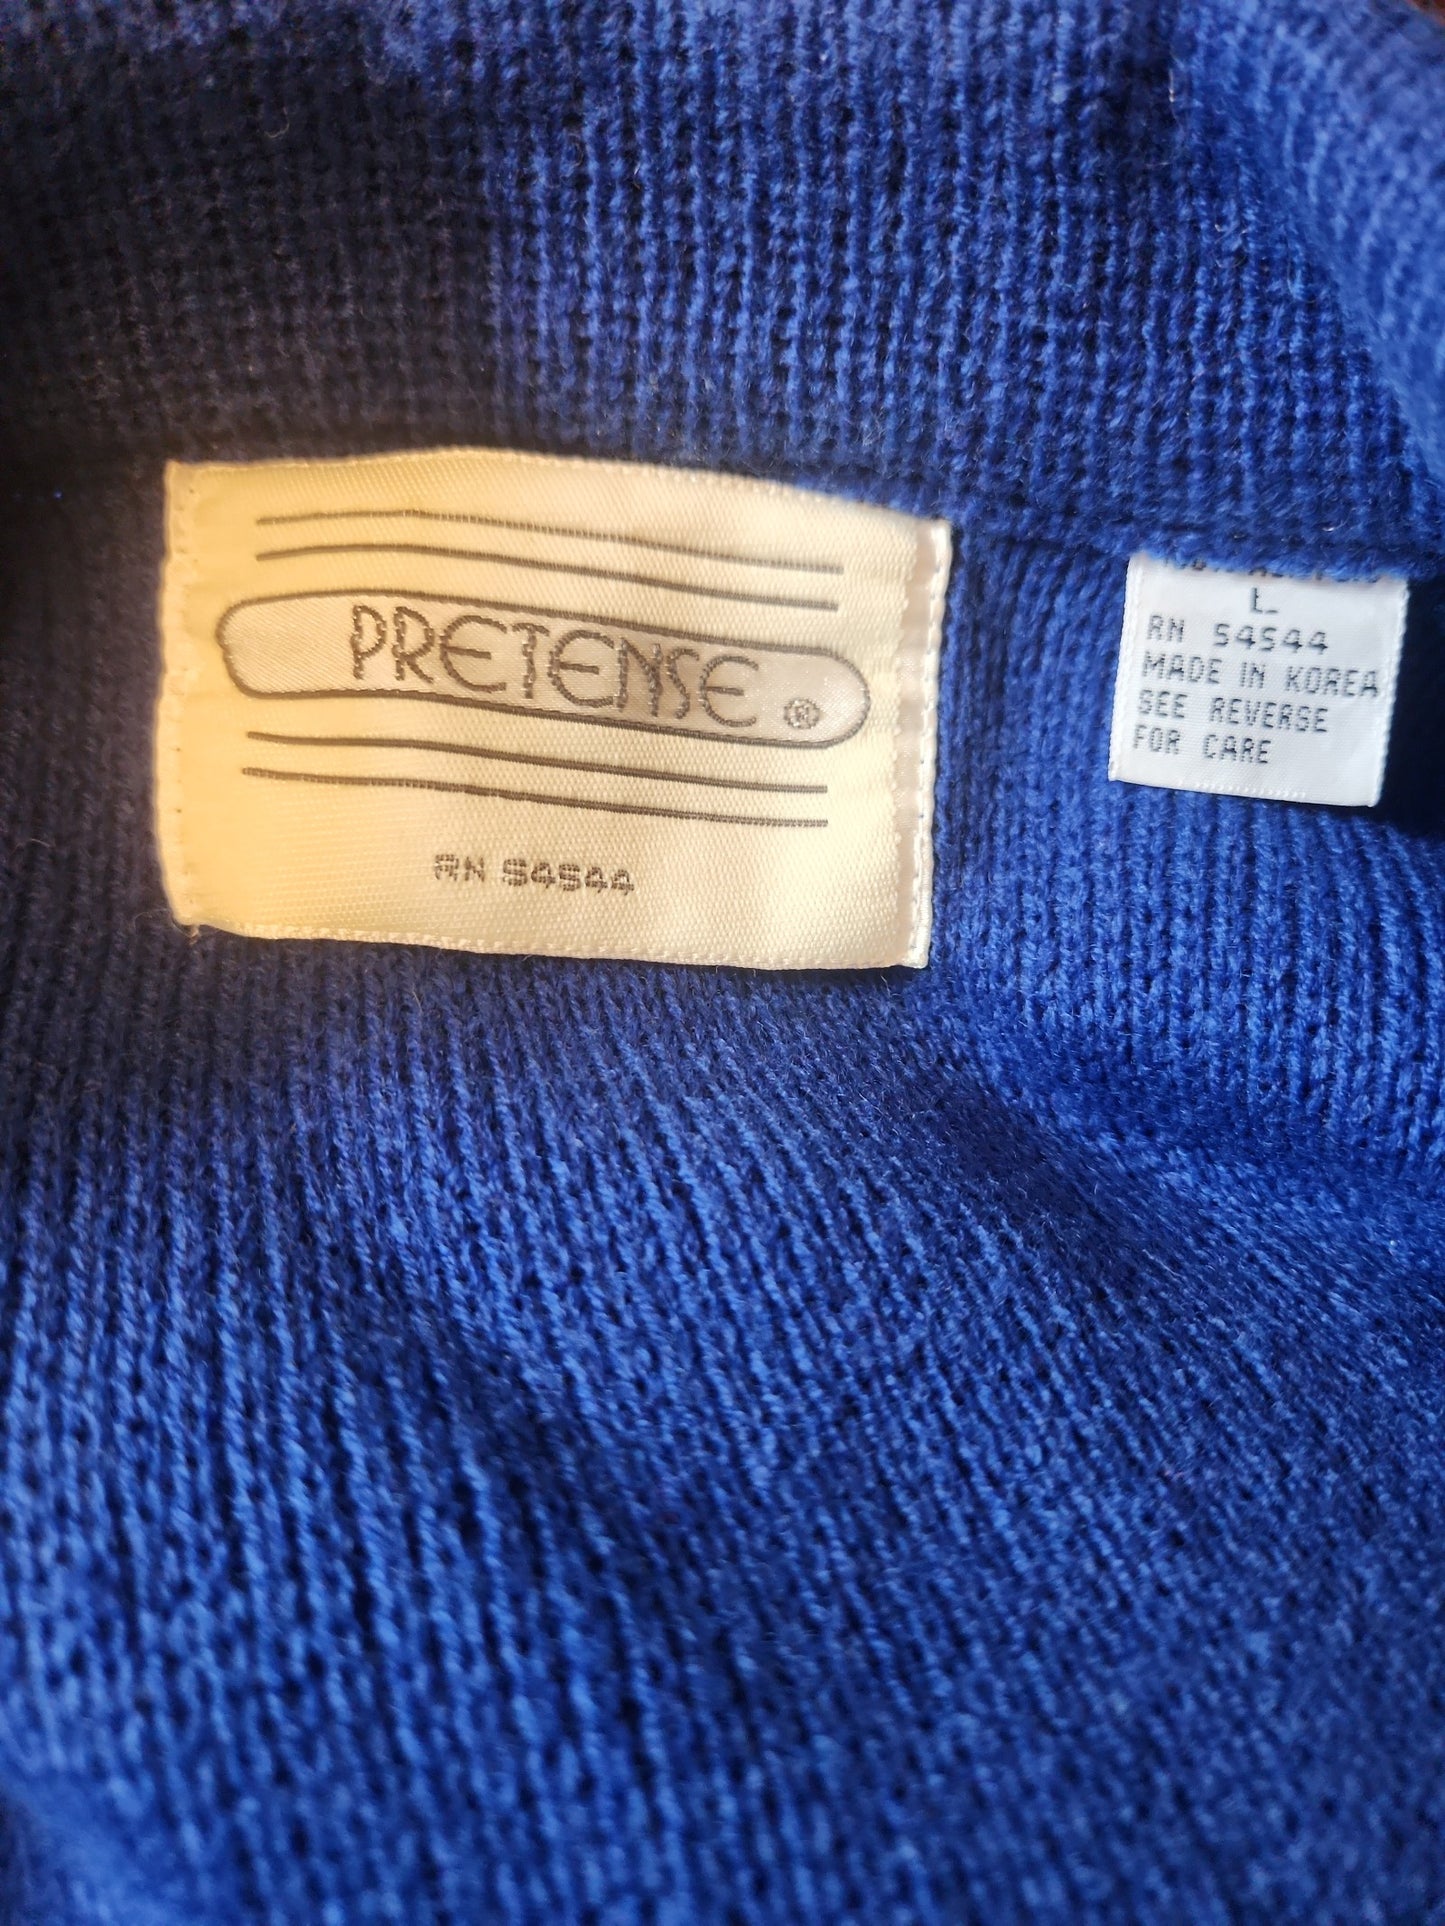 PRETENSE ®
RN 54544
L
RN 54544
MADE IN KOREA
SEE REVERSE
FOR CARE